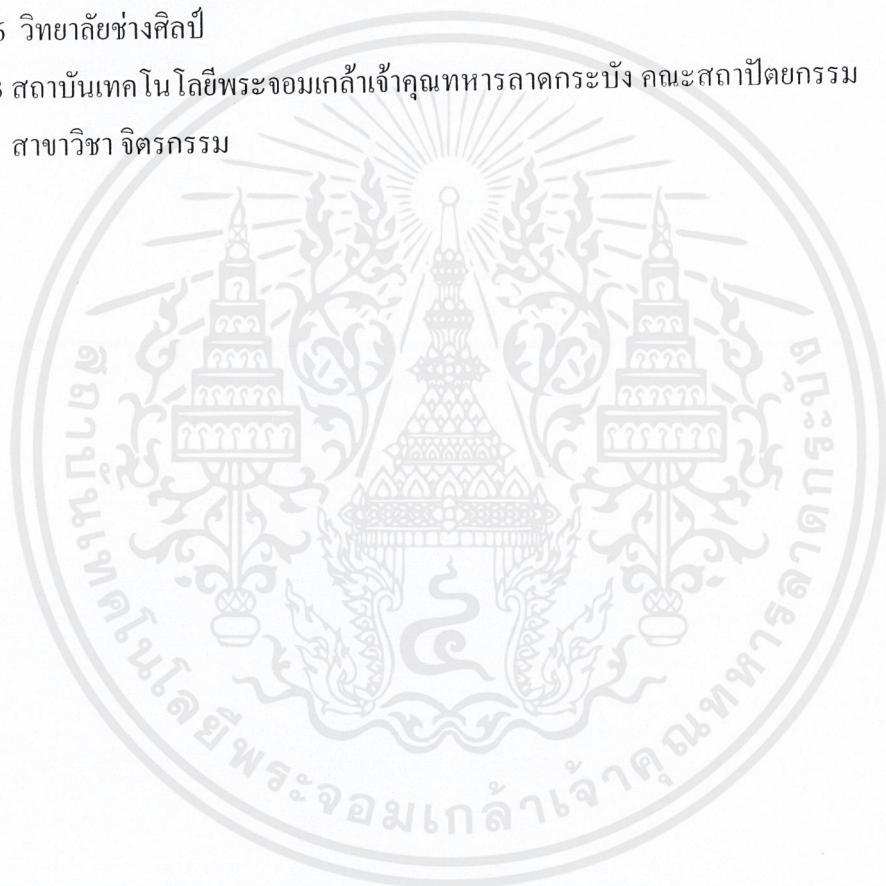 วิทยาลัยช่างศิลป์
สถาบันเทคโนโลยีพระจอมเกล้าเจ้าคุณทหารลาดกระบัง คณะสถาปัตยกรรม
สาขาวิชา จิตรกรรม
๔
สถาบันเทคโนโลยีพระจอมเกล้าเจ้าคุณทหารลาดกระบัง